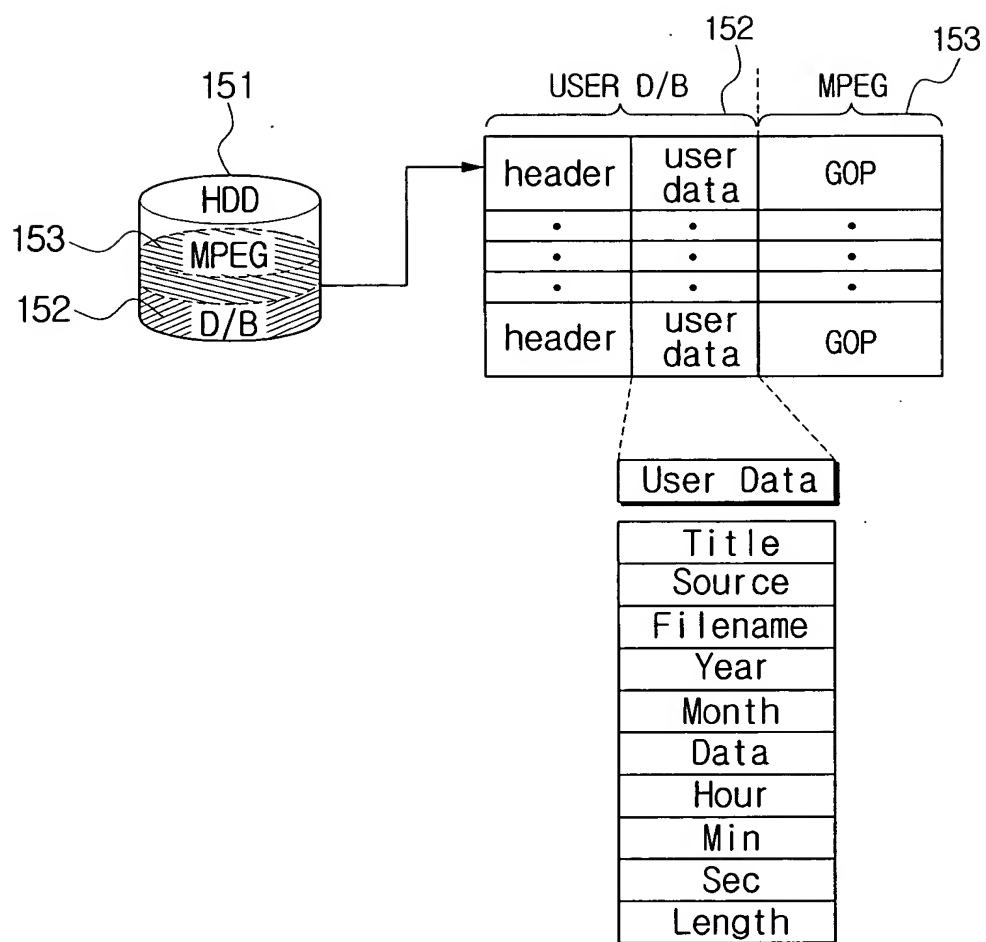 152
153
151
USER D/B
MPEG
HDD
header
user data
GOP
153
MPEG
• • •
• • •
• • •
152
D/B
header
user data
GOP
User Data
Title
Source
Filename
Year
Month
Data
Hour
Min
Sec
Length